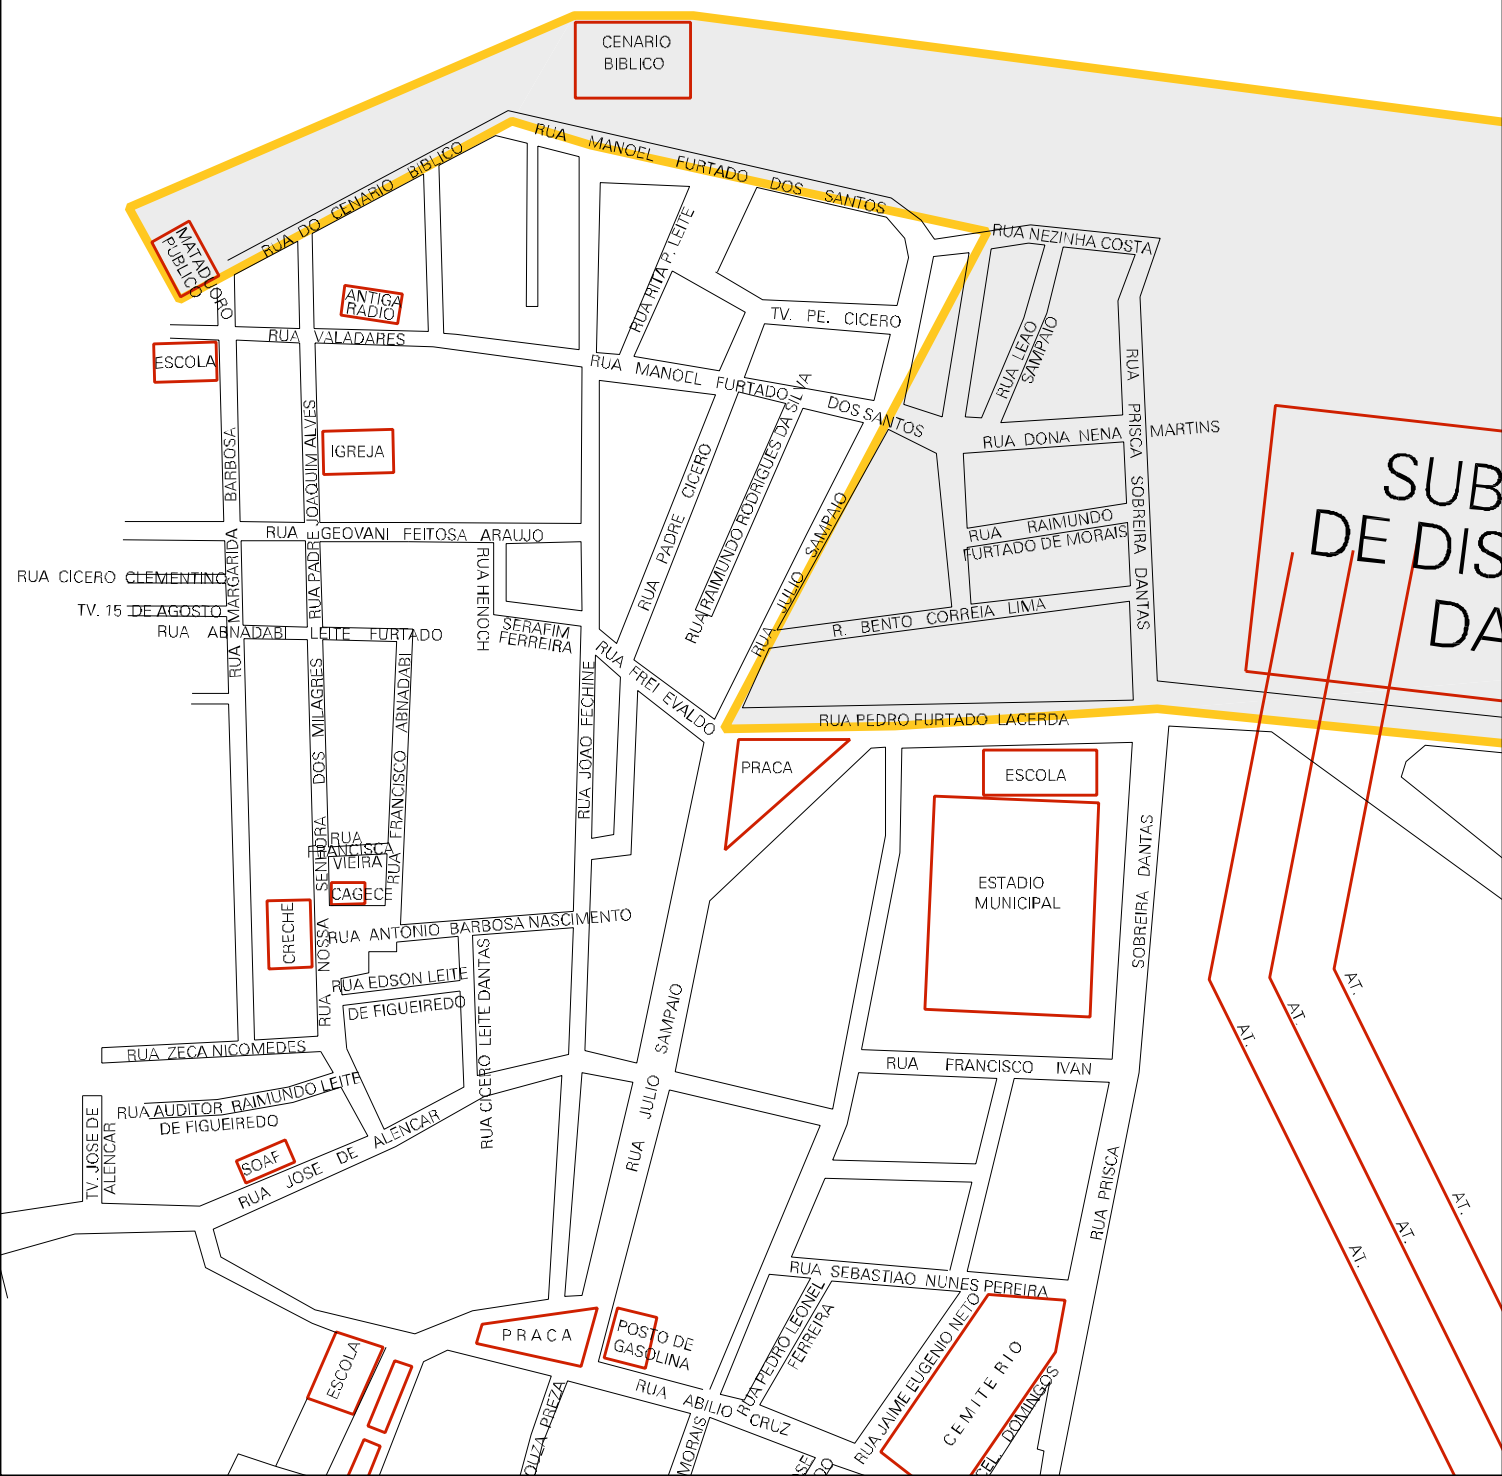 CENARIO
BIBLICO
RUA MANOEL FURTADO DOS SANTOS
RUA DO CENARIO BIBLICO
MATADOURO
PUBLICO
RUA NEZINHA COSTA
RUA RITA P. LEITE
ANTIGA
RADIO
TV. PE. CICERO
RUA VALADARES
ESCOLA
RUA LEAO
SAMPAIO
RUA MANOEL FURTADO DOS SANTOS
RUA PRISCA SOBREIRA DANTAS
RUA DONA NENA MARTINS
IGREJA
RUA MARGARIDA BARBOSA
RUA PADRE JOAQUIM ALVES
RUA PADRE CICERO
RUA RAIMUNDO RODRIGUES DA SILVA
RUA JULIO SAMPAIO
SUB
DE DIS
DA
RUA GEOVANI FEITOSA ARAUJO
RUA RAIMUNDO
FURTADO DE MORAIS
RUA HENOCH
SERAFIM
FERREIRA
RUA CICERO CLEMENTINO
TV. 15 DE AGOSTO
RUA ABNADABI LEITE FURTADO
R. BENTO CORREIA LIMA
RUA FREI EVALDO
RUA JOAO FECHINE
RUA FRANCISCO ABNADABI
RUA NOSSA SENHORA DOS MILAGRES
RUA PEDRO FURTADO LACERDA
PRACA
ESCOLA
ESTADIO
MUNICIPAL
RUA
FRANCISCA
VIEIRA
CAGECE
CRECHE
RUA ANTONIO BARBOSA NASCIMENTO
RUA EDSON LEITE
DE FIGUEIREDO
RUA CICERO LEITE DANTAS
RUA JULIO SAMPAIO
RUA PRISCA SOBREIRA DANTAS
AT.
AT.
AT.
RUA ZECA NICOMEDES
RUA FRANCISCO IVAN
RUA AUDITOR RAIMUNDO LEITE
DE FIGUEIREDO
TV. JOSE DE
ALENCAR
SOAF
RUA JOSE DE ALENCAR
AT.
AT.
AT.
RUA SEBASTIAO NUNES PEREIRA
RUA PEDRO LEONEL
FERREIRA
RUA JAIME EUGENIO NETO
CEMITERIO
PRACA
POSTO DE
GASOLINA
ESCOLA
RUA ABILIO CRUZ
OUZA PREZA
MORAIS
CEL. DOMINGOS